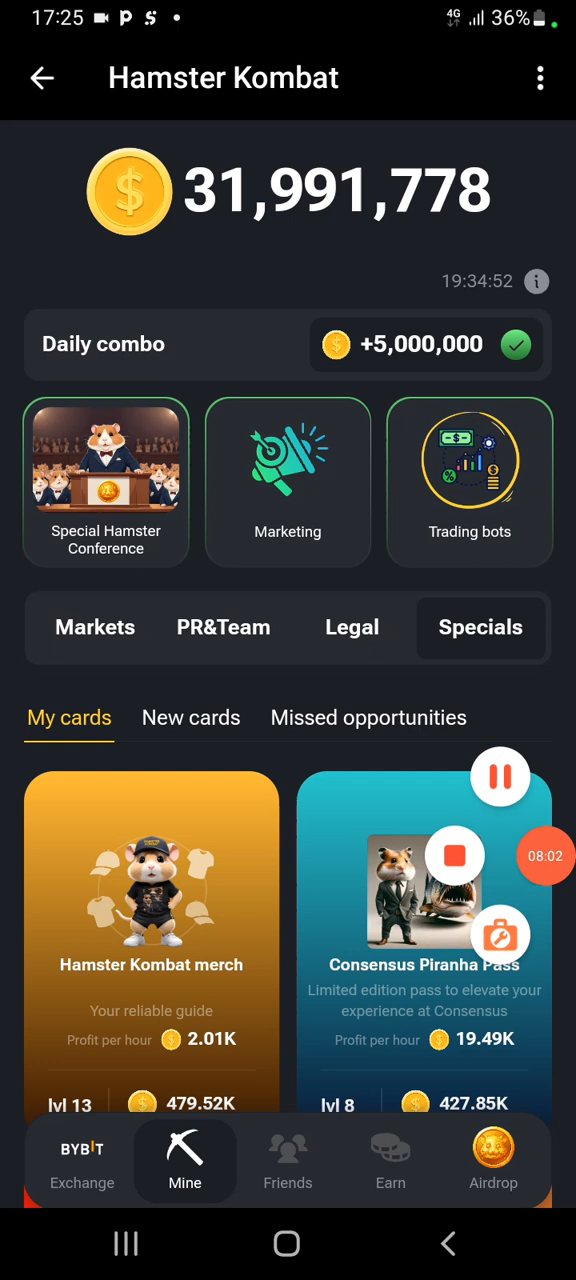 17:25
4G
36%
Hamster Kombat
31,991,778
19:34:52
Daily combo
+5,000,000
Special Hamster
Conference
Marketing
Trading bots
Markets
PR&Team
Legal
Specials
My cards
New cards
Missed opportunities
Hamster Kombat merch
Your reliable guide
Profit per hour 2.01K
lvl 13
479.52K
Consensus Piranha Pass
Limited edition pass to elevate your
experience at Consensus
Profit per hour 19.49K
lvl 8
427.85K
08:02
BYBIT
Exchange
Mine
Friends
Earn
Airdrop